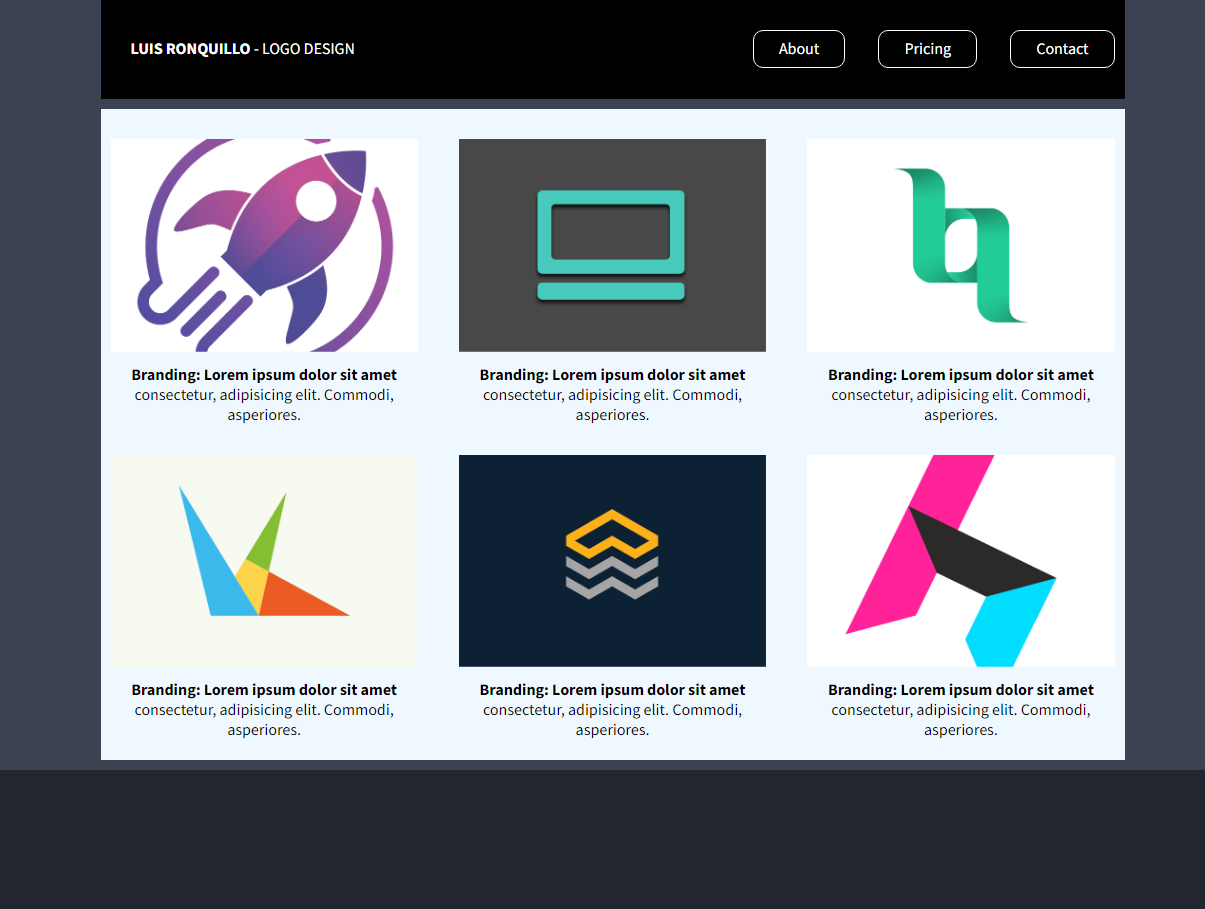 LUIS RONQUILLO - LOGO DESIGN
About
Pricing
Contact
Branding: Lorem ipsum dolor sit amet
consectetur, adipisicing elit. Commodi,
asperiores.
Branding: Lorem ipsum dolor sit amet
consectetur, adipisicing elit. Commodi,
asperiores.
Branding: Lorem ipsum dolor sit amet
consectetur, adipisicing elit. Commodi,
asperiores.
Branding: Lorem ipsum dolor sit amet
consectetur, adipisicing elit. Commodi,
asperiores.
Branding: Lorem ipsum dolor sit amet
consectetur, adipisicing elit. Commodi,
asperiores.
Branding: Lorem ipsum dolor sit amet
consectetur, adipisicing elit. Commodi,
asperiores.